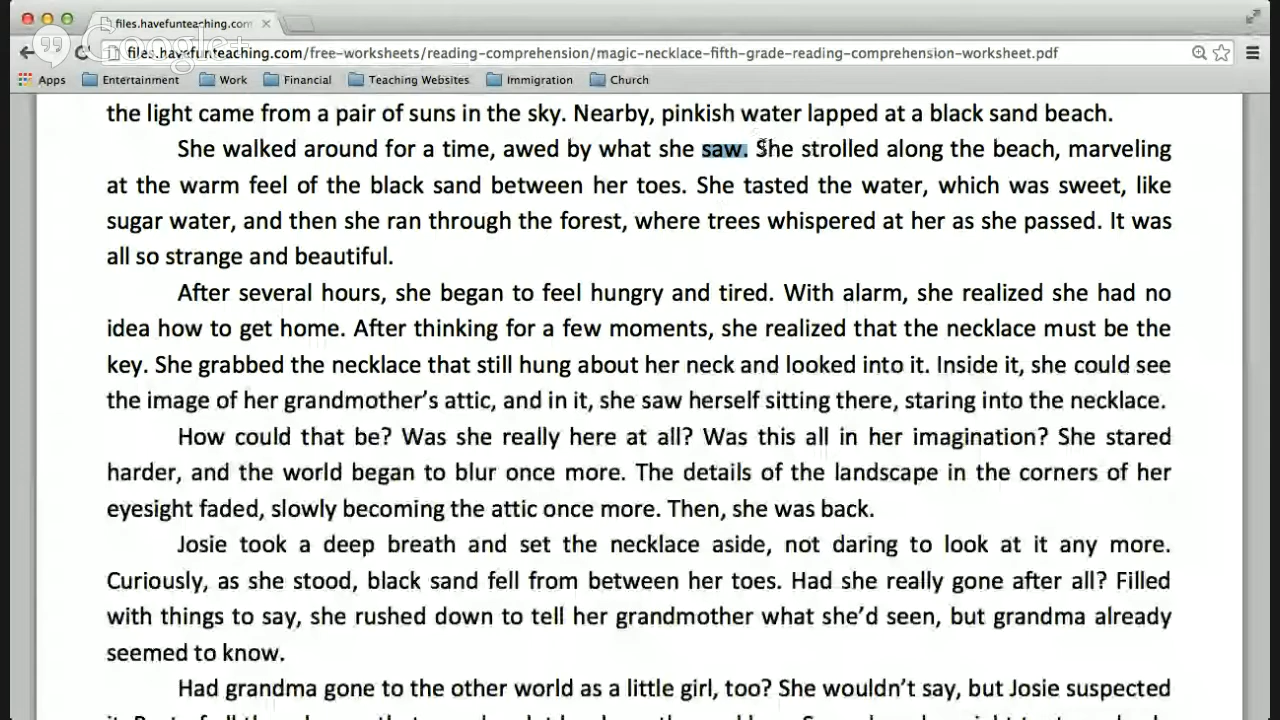 files.havefunteaching.com
Google+
files.havefunteaching.com/free-worksheets/reading-comprehension/magic-necklace-fifth-grade-reading-comprehension-worksheet.pdf
Apps Entertainment Work Financial Teaching Websites Immigration Church
the light came from a pair of suns in the sky. Nearby, pinkish water lapped at a black sand beach.
She walked around for a time, awed by what she saw. She strolled along the beach, marveling
at the warm feel of the black sand between her toes. She tasted the water, which was sweet, like
sugar water, and then she ran through the forest, where trees whispered at her as she passed. It was
all so strange and beautiful.
After several hours, she began to feel hungry and tired. With alarm, she realized she had no
idea how to get home. After thinking for a few moments, she realized that the necklace must be the
key. She grabbed the necklace that still hung about her neck and looked into it. Inside it, she could see
the image of her grandmother’s attic, and in it, she saw herself sitting there, staring into the necklace.
How could that be? Was she really here at all? Was this all in her imagination? She stared
harder, and the world began to blur once more. The details of the landscape in the corners of her
eyesight faded, slowly becoming the attic once more. Then, she was back.
Josie took a deep breath and set the necklace aside, not daring to look at it any more.
Curiously, as she stood, black sand fell from between her toes. Had she really gone after all? Filled
with things to say, she rushed down to tell her grandmother what she’d seen, but grandma already
seemed to know.
Had grandma gone to the other world as a little girl, too? She wouldn’t say, but Josie suspected